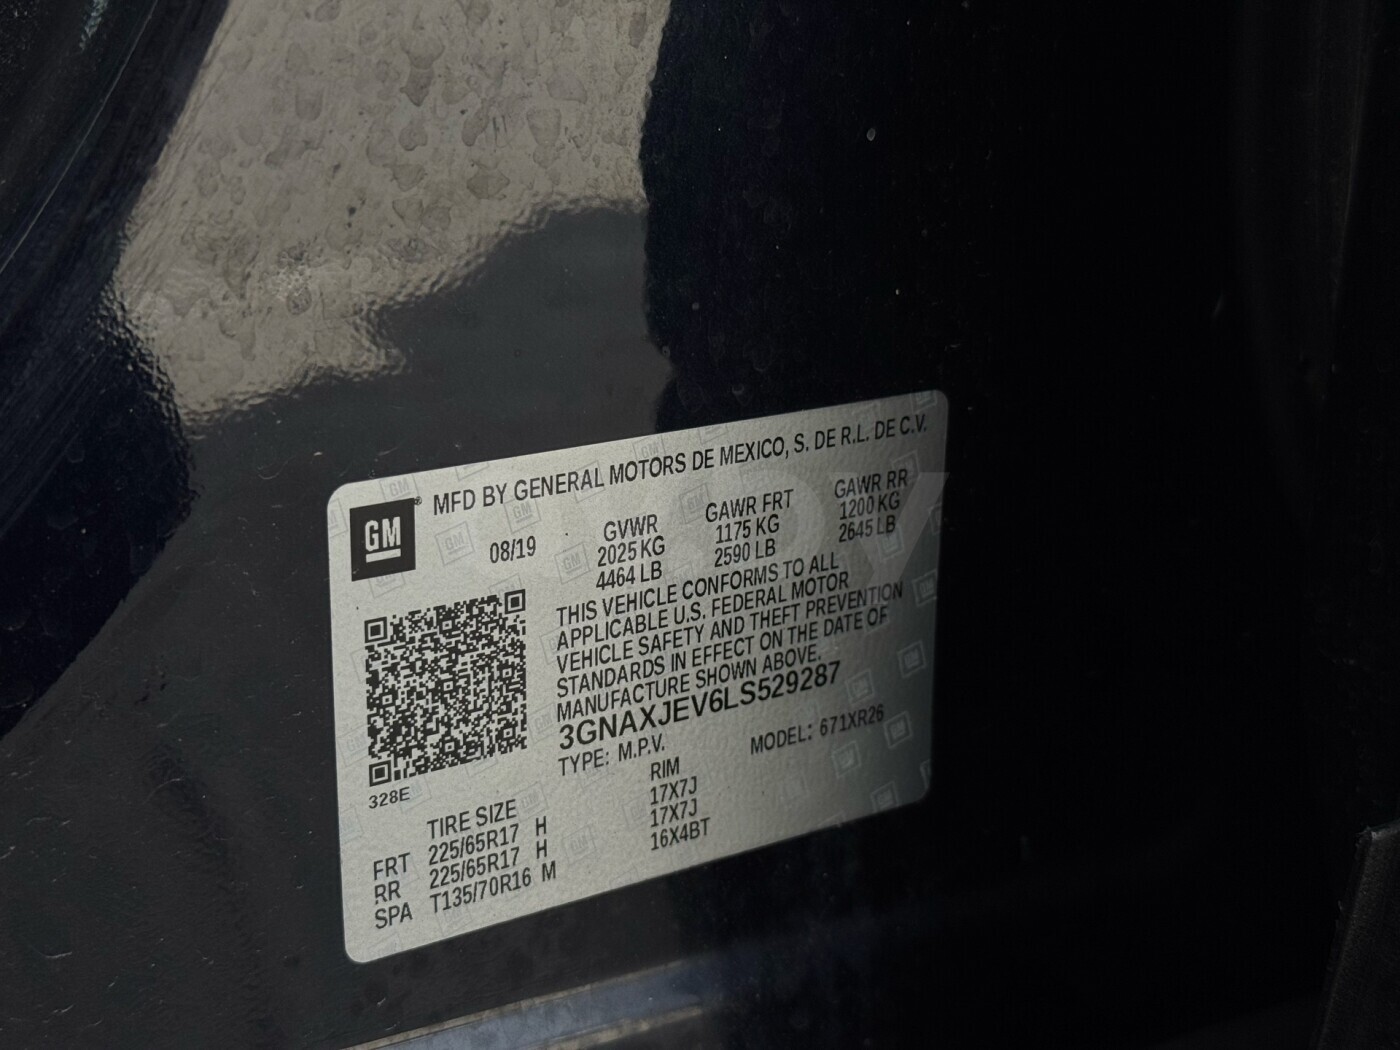 GM
MFD BY GENERAL MOTORS DE MEXICO, S. DE R.L. DE C.V.
08/19
GVWR GAWR FRT GAWR RR
2025 KG 1175 KG 1200 KG
4464 LB 2590 LB 2645 LB
THIS VEHICLE CONFORMS TO ALL
APPLICABLE U.S. FEDERAL MOTOR
VEHICLE SAFETY AND THEFT PREVENTION
STANDARDS IN EFFECT ON THE DATE OF
MANUFACTURE SHOWN ABOVE.
3GNAXJEV6LS529287
TYPE: M.P.V. MODEL: 671XR26
328E
TIRE SIZE RIM
FRT 225/65R17 H 17X7J
RR 225/65R17 H 17X7J
SPA T135/70R16 M 16X4BT